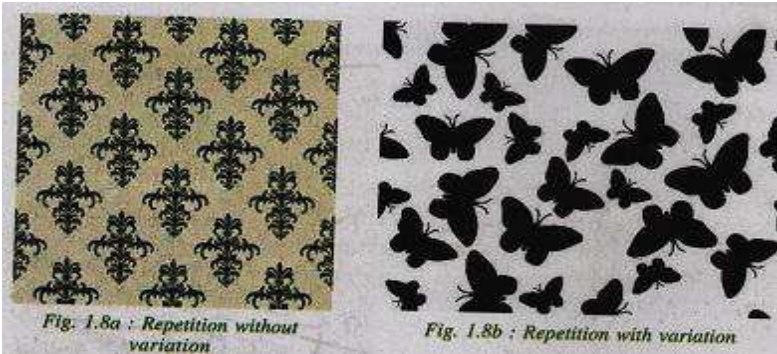 Fig. 1.8a : Repetition without
variation
Fig. 1.8b : Repetition with variation